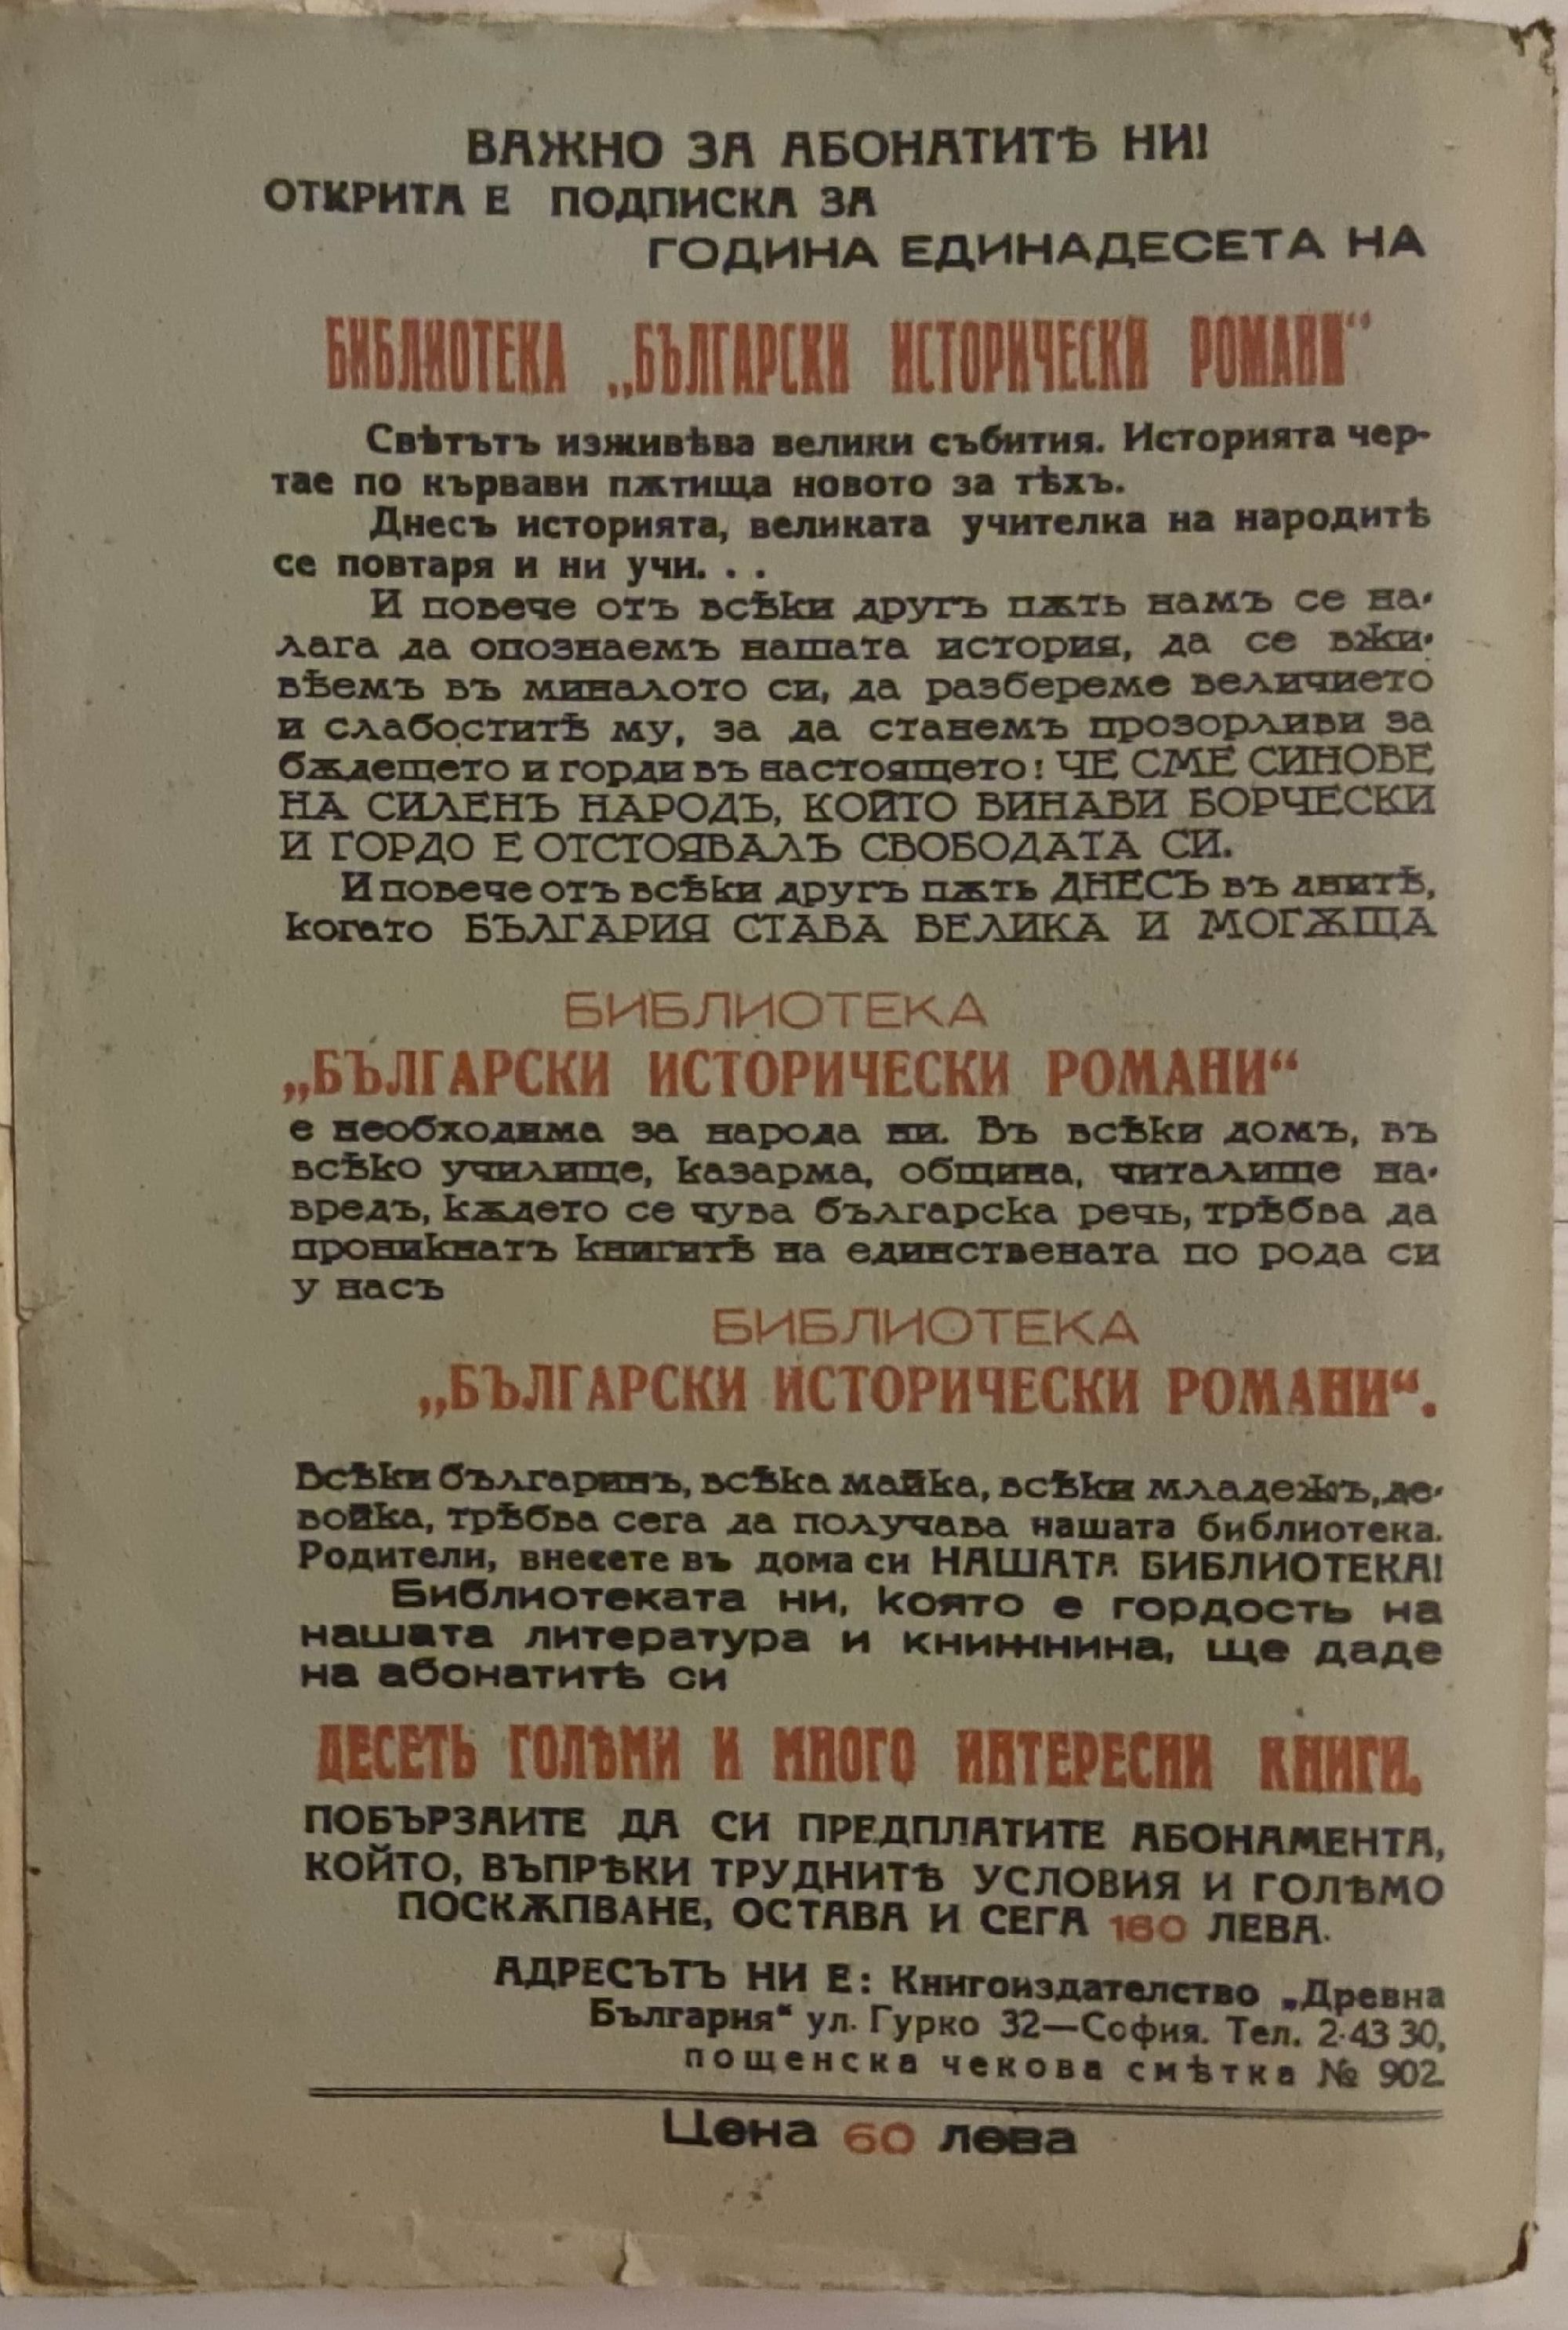 ВАЖНО ЗА АБОНАТИТѢ НИ!
ОТКРИТА Е ПОДПИСКА ЗА
ГОДИНА ЕДИНАДЕСЕТА НА
БИБЛИОТЕКА „БЪЛГАРСКИ ИСТОРИЧЕСКИ РОМАНИ“
Свѣтътъ изживѣва велики събития. Историята чер-
тае по кървави пѫтища новото за тѣхъ.
Днесъ историята, великата учителка на народитѣ
се повтаря и ни учи. . .
И повече отъ всѣки другъ пѫть намъ се на-
лага да опознаемъ нашата история, да се вжи-
вѣемъ въ миналото си, да разбереме величието
и слабоститѣ му, за да станемъ прозорливи за
бѫдещето и горди въ настоящето! ЧЕ СМЕ СИНОВЕ
НА СИЛЕНЪ НАРОДЪ, КОЙТО ВИНАВИ БОРЧЕСКИ
И ГОРДО Е ОТСТОЯВАЛЪ СВОБОДАТА СИ.
И повече отъ всѣки другъ пѫть ДНЕСЪ въ днитѣ,
когато БЪЛГАРИЯ СТАВА ВЕЛИКА И МОГѪЩА
БИБЛИОТЕКА
„БЪЛГАРСКИ ИСТОРИЧЕСКИ РОМАНИ“
е необходима за народа ни. Въ всѣки домъ, въ
всѣко училище, казарма, община, читалище на-
вредъ, кѫдето се чува българска речь, трѣбва да
проникнатъ книгитѣ на единствената по рода си
у насъ
БИБЛИОТЕКА
„БЪЛГАРСКИ ИСТОРИЧЕСКИ РОМАНИ“.
Всѣки българинъ, всѣка майка, всѣки младежъ, де-
войка, трѣбва сега да получава нашата библиотека.
Родители, внесете въ дома си НАШАТА БИБЛИОТЕКА!
Библиотеката ни, която е гордость на
нашата литература и книжнина, ще даде
на абонатитѣ си
ДЕСЕТЬ ГОЛѢМИ И МНОГО ИНТЕРЕСНИ КНИГИ.
ПОБЪРЗАИТЕ ДА СИ ПРЕДПЛАТИТЕ АБОНАМЕНТА,
КОЙТО, ВЪПРѢКИ ТРУДНИТѢ УСЛОВИЯ И ГОЛѢМО
ПОСКѪПВАНЕ, ОСТАВА И СЕГА 160 ЛЕВА.
АДРЕСЪТЪ НИ Е: Книгоиздателство „Древна
България“ ул. Гурко 32—София. Тел. 2-43 30,
пощенска чекова смѣтка № 902.
Цена 60 лева